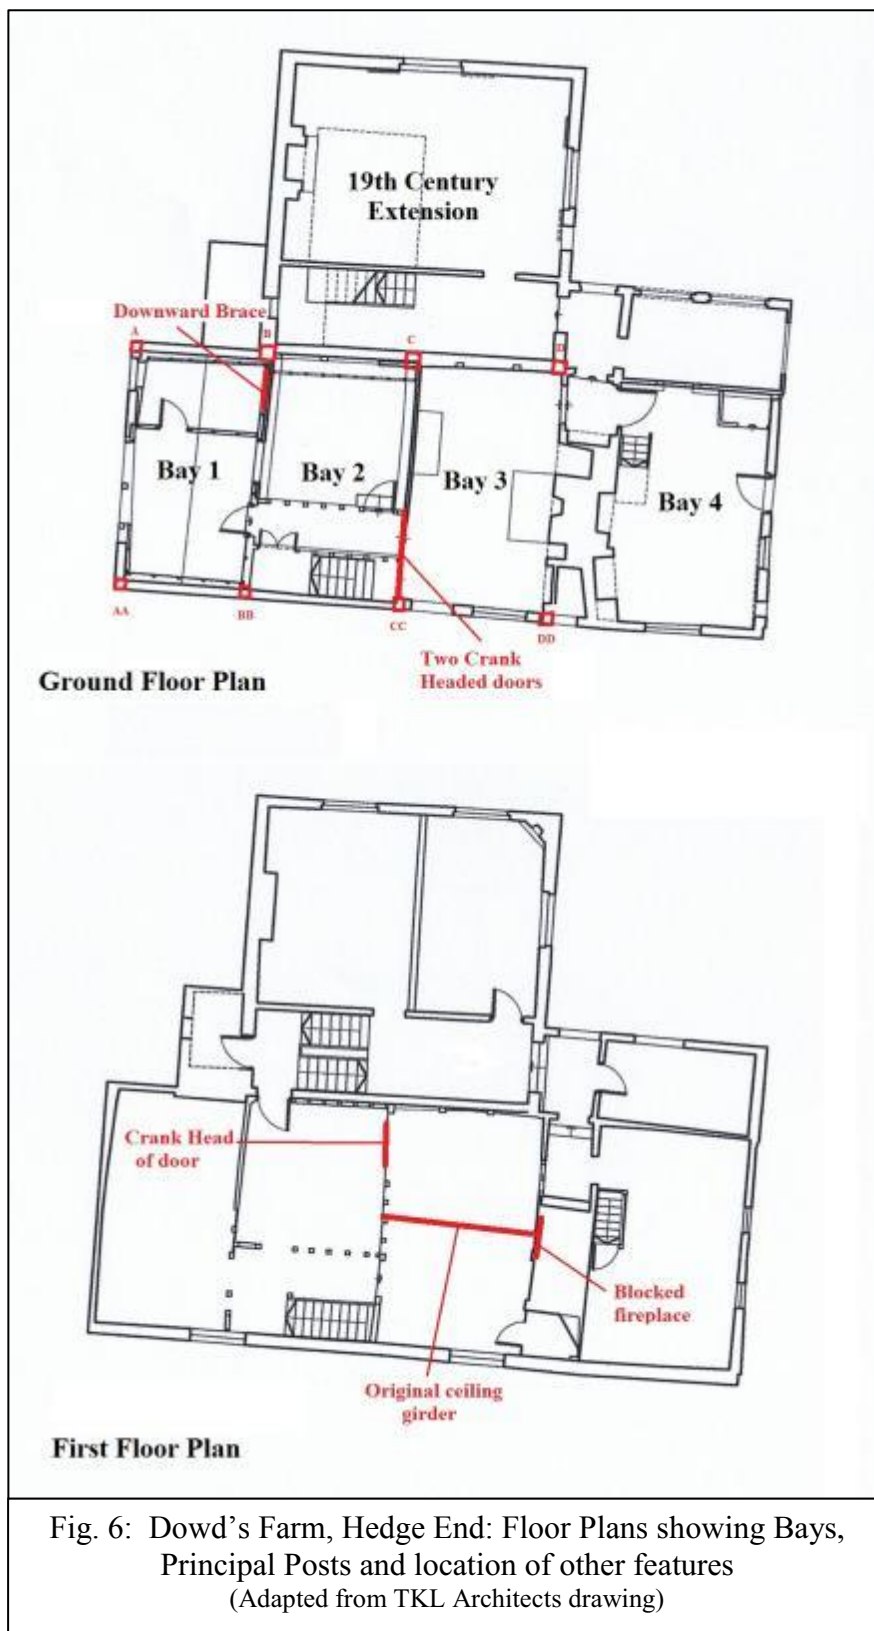 19th Century
Extension
Downward Brace
A
B
C
D
Bay 1
Bay 2
Bay 3
Bay 4
AA
BB
CC
DD
Two Crank
Headed doors
Ground Floor Plan
Crank Head
of door
Blocked
fireplace
Original ceiling
girder
First Floor Plan
Fig. 6: Dowd’s Farm, Hedge End: Floor Plans showing Bays,
Principal Posts and location of other features
(Adapted from TKL Architects drawing)